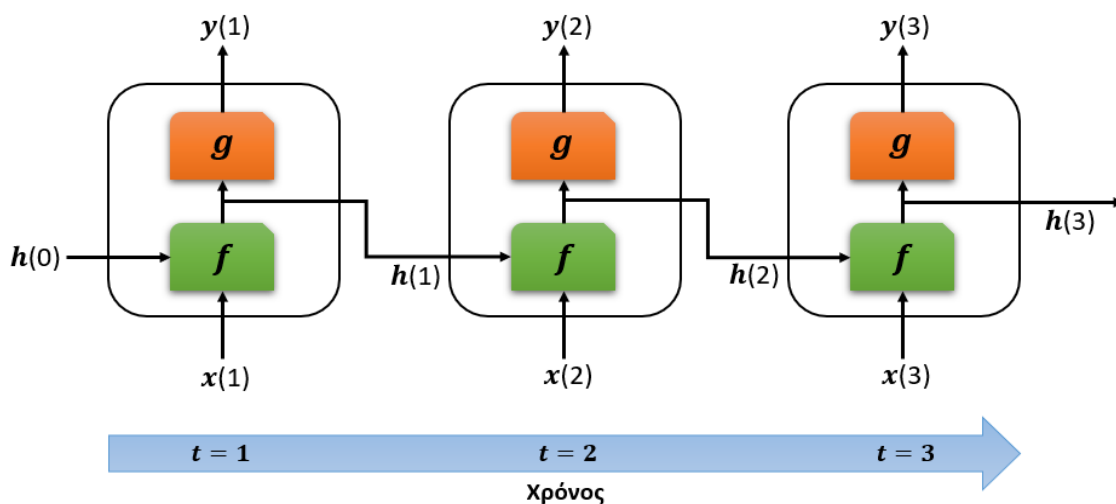 y(1) y(2) y(3)
g g g
h(0) f h(1) f h(2) f h(3)
x(1) x(2) x(3)
t = 1 t = 2 t = 3
Χρόνος